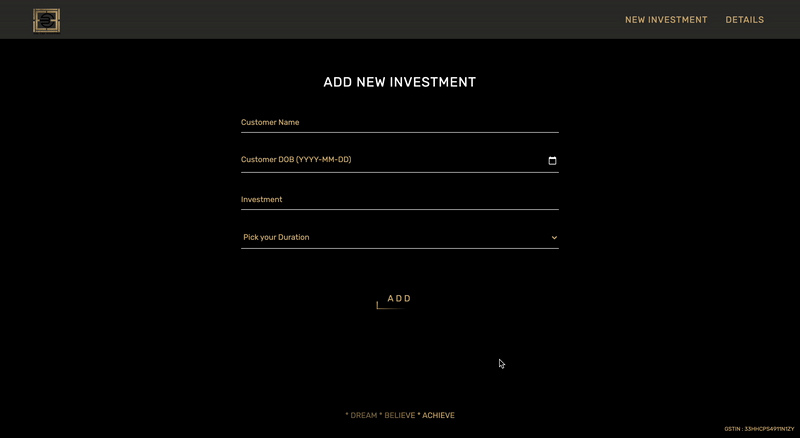 NEW INVESTMENT DETAILS
ADD NEW INVESTMENT
Customer Name
Customer DOB (YYYY-MM-DD)
Investment
Pick your Duration
ADD
* DREAM * BELIEVE * ACHIEVE
GSTIN : 33HHCPS4911N1ZY